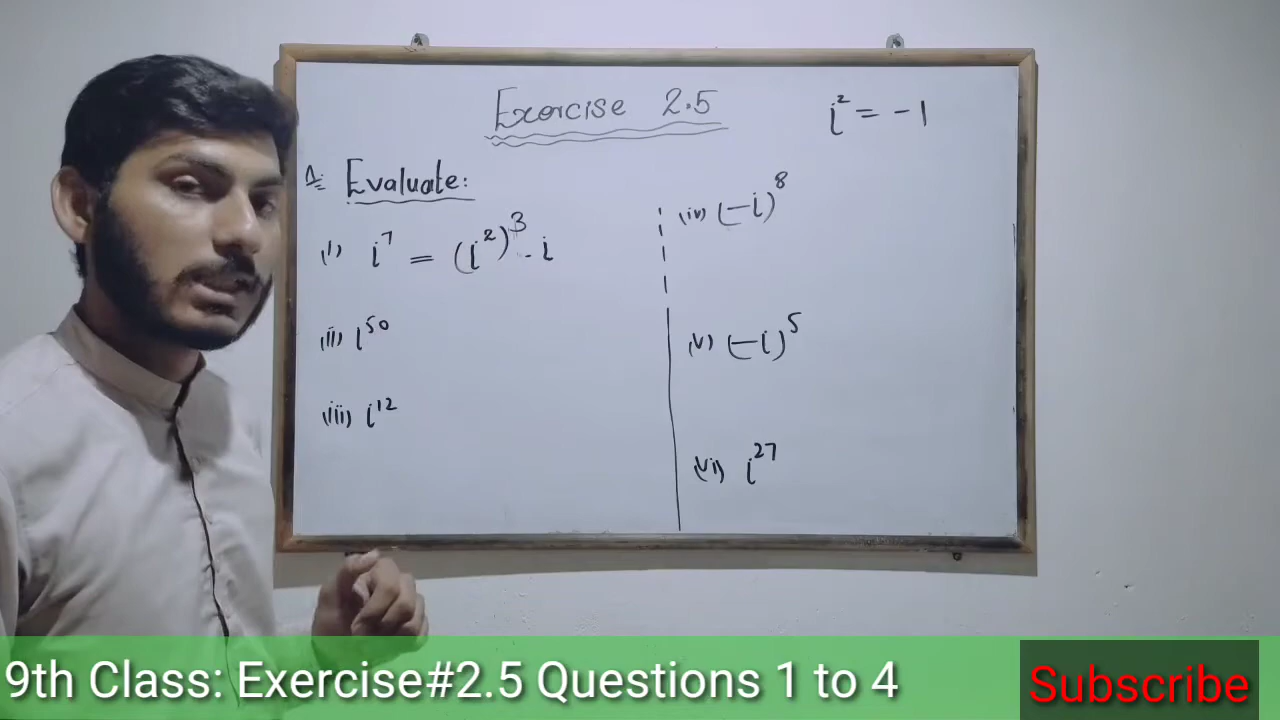 Exercise 2.5
i² = -1
Evaluate:
(i) i⁷ = (i²)³ · i
(ii) i⁵⁰
(iii) i¹²
(iv) (-i)⁸
(v) (-i)⁵
(vi) i²⁷
9th Class: Exercise#2.5 Questions 1 to 4
Subscribe